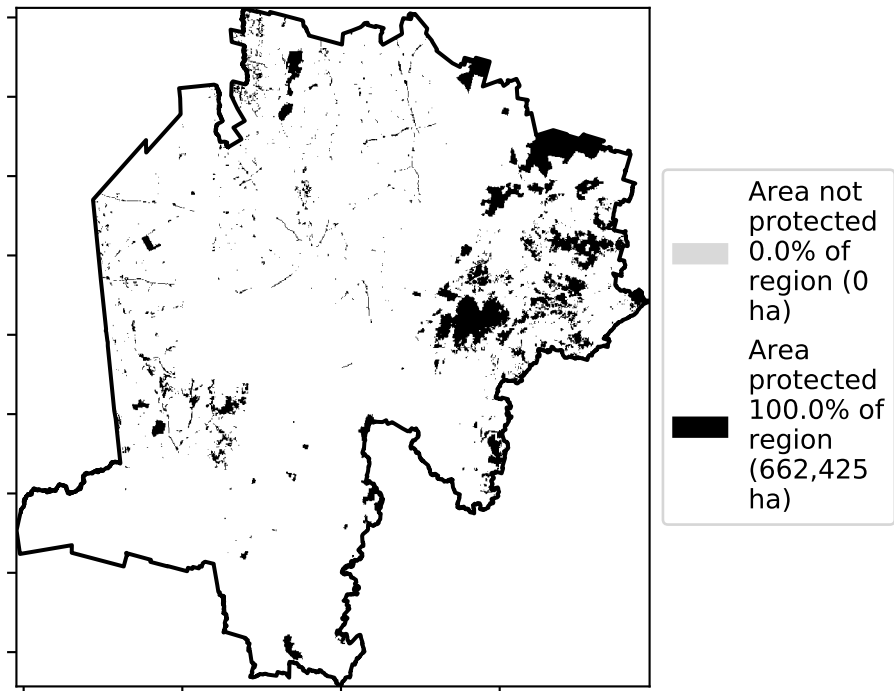 Area not
protected
0.0% of
region (0
ha)
Area
protected
100.0% of
region
(662,425
ha)